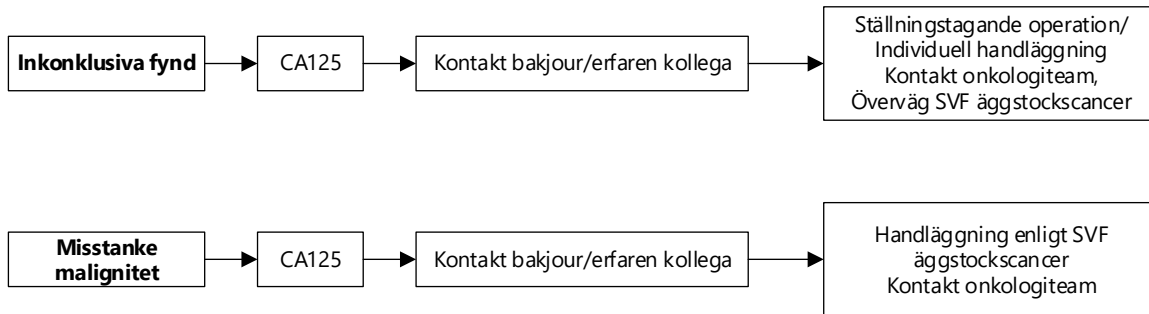 Inkonklusiva fynd
CA125
Kontakt bakjour/erfaren kollega
Ställningstagande operation/
Individuell handläggning
Kontakt onkologiteam,
Överväg SVF äggstockscancer
Misstanke
malignitet
CA125
Kontakt bakjour/erfaren kollega
Handläggning enligt SVF
äggstockscancer
Kontakt onkologiteam